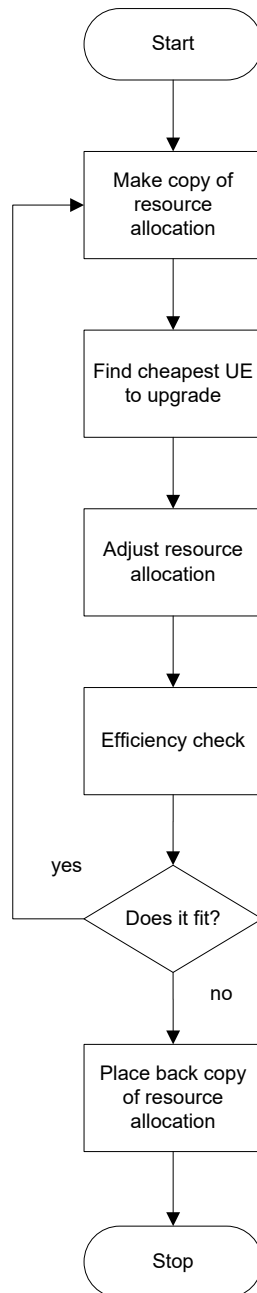 Start
Make copy of
resource
allocation
Find cheapest UE
to upgrade
Adjust resource
allocation
Efficiency check
yes
Does it fit?
no
Place back copy
of resource
allocation
Stop